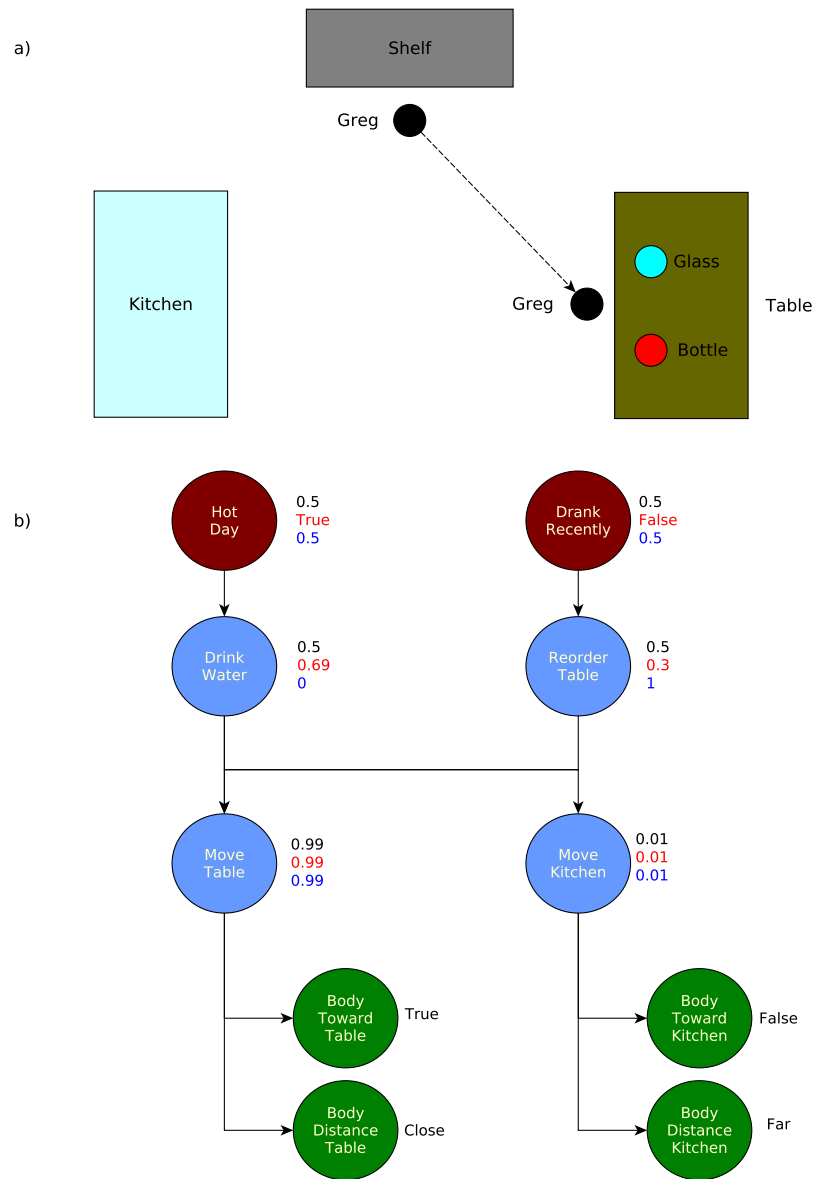 a)
Shelf
Greg
Kitchen
Greg
Glass
Bottle
Table
b)
Hot
Day
0.5
True
0.5
Drank
Recently
0.5
False
0.5
Drink
Water
0.5
0.69
0
Reorder
Table
0.5
0.3
1
Move
Table
0.99
0.99
0.99
Move
Kitchen
0.01
0.01
0.01
Body
Toward
Table
True
Body
Toward
Kitchen
False
Body
Distance
Table
Close
Body
Distance
Kitchen
Far